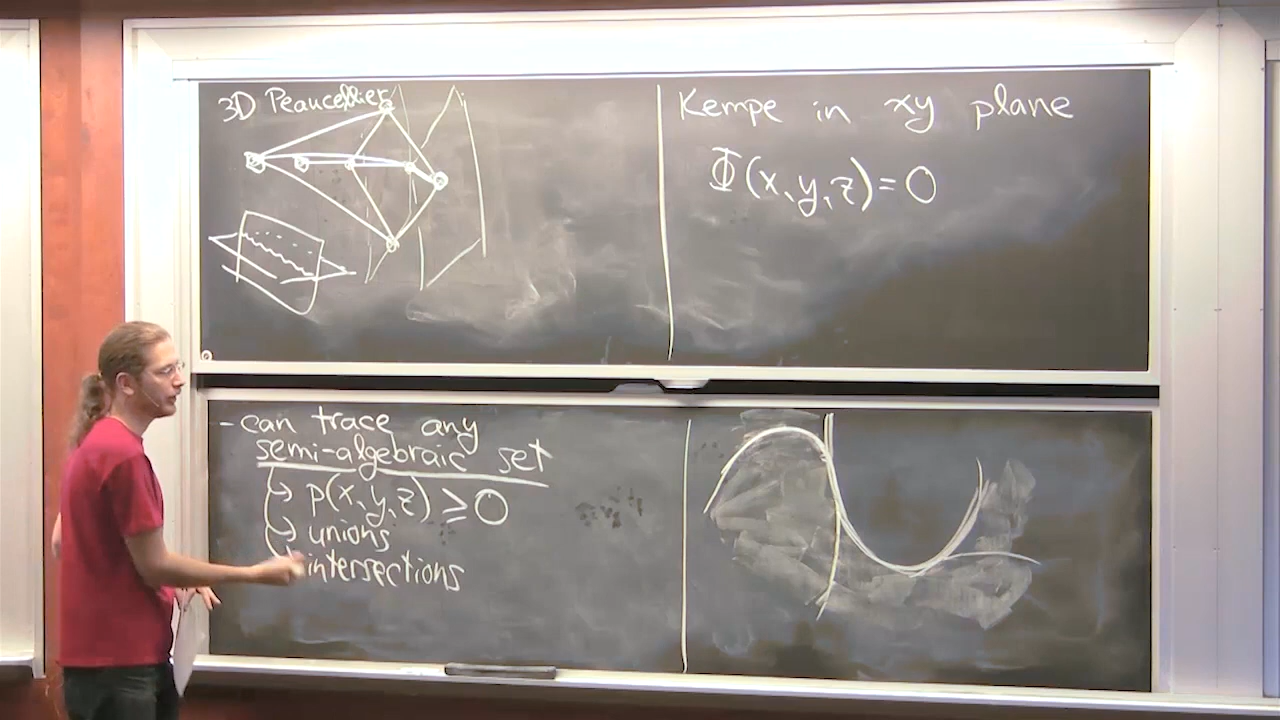 3D Peaucellier
Kempe in xy plane
Φ(x,y,z)=0
-can trace any
semi-algebraic set
↳ p(x,y,z) ≥ 0
↳ unions
↳ intersections